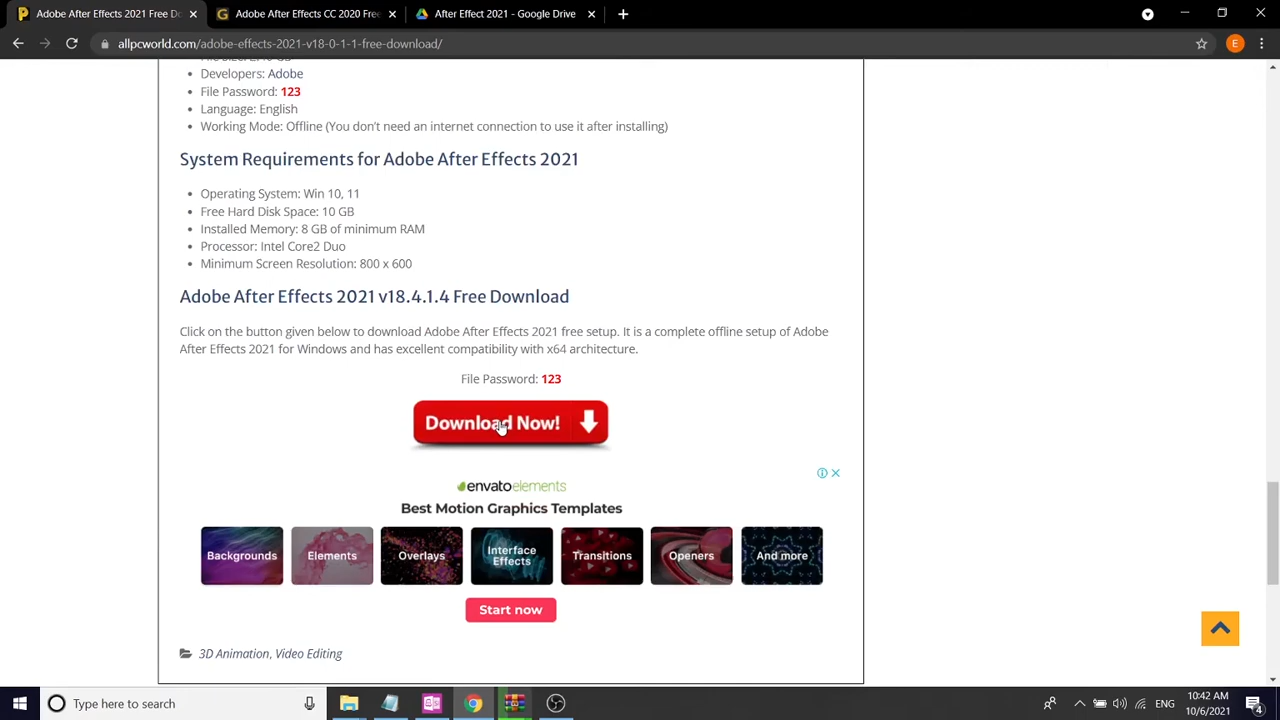 Adobe After Effects 2021 Free Do
Adobe After Effects CC 2020 Free
After Effect 2021 - Google Drive
allpcworld.com/adobe-effects-2021-v18-0-1-1-free-download/
E
Developers: Adobe
File Password: 123
Language: English
Working Mode: Offline (You don't need an internet connection to use it after installing)
System Requirements for Adobe After Effects 2021
Operating System: Win 10, 11
Free Hard Disk Space: 10 GB
Installed Memory: 8 GB of minimum RAM
Processor: Intel Core2 Duo
Minimum Screen Resolution: 800 x 600
Adobe After Effects 2021 v18.4.1.4 Free Download
Click on the button given below to download Adobe After Effects 2021 free setup. It is a complete offline setup of Adobe
After Effects 2021 for Windows and has excellent compatibility with x64 architecture.
File Password: 123
Download Now!
envatoelements
Best Motion Graphics Templates
Backgrounds
Elements
Overlays
Interface
Effects
Transitions
Openers
And more
Start now
3D Animation, Video Editing
Type here to search
ENG
10:42 AM
10/6/2021
4